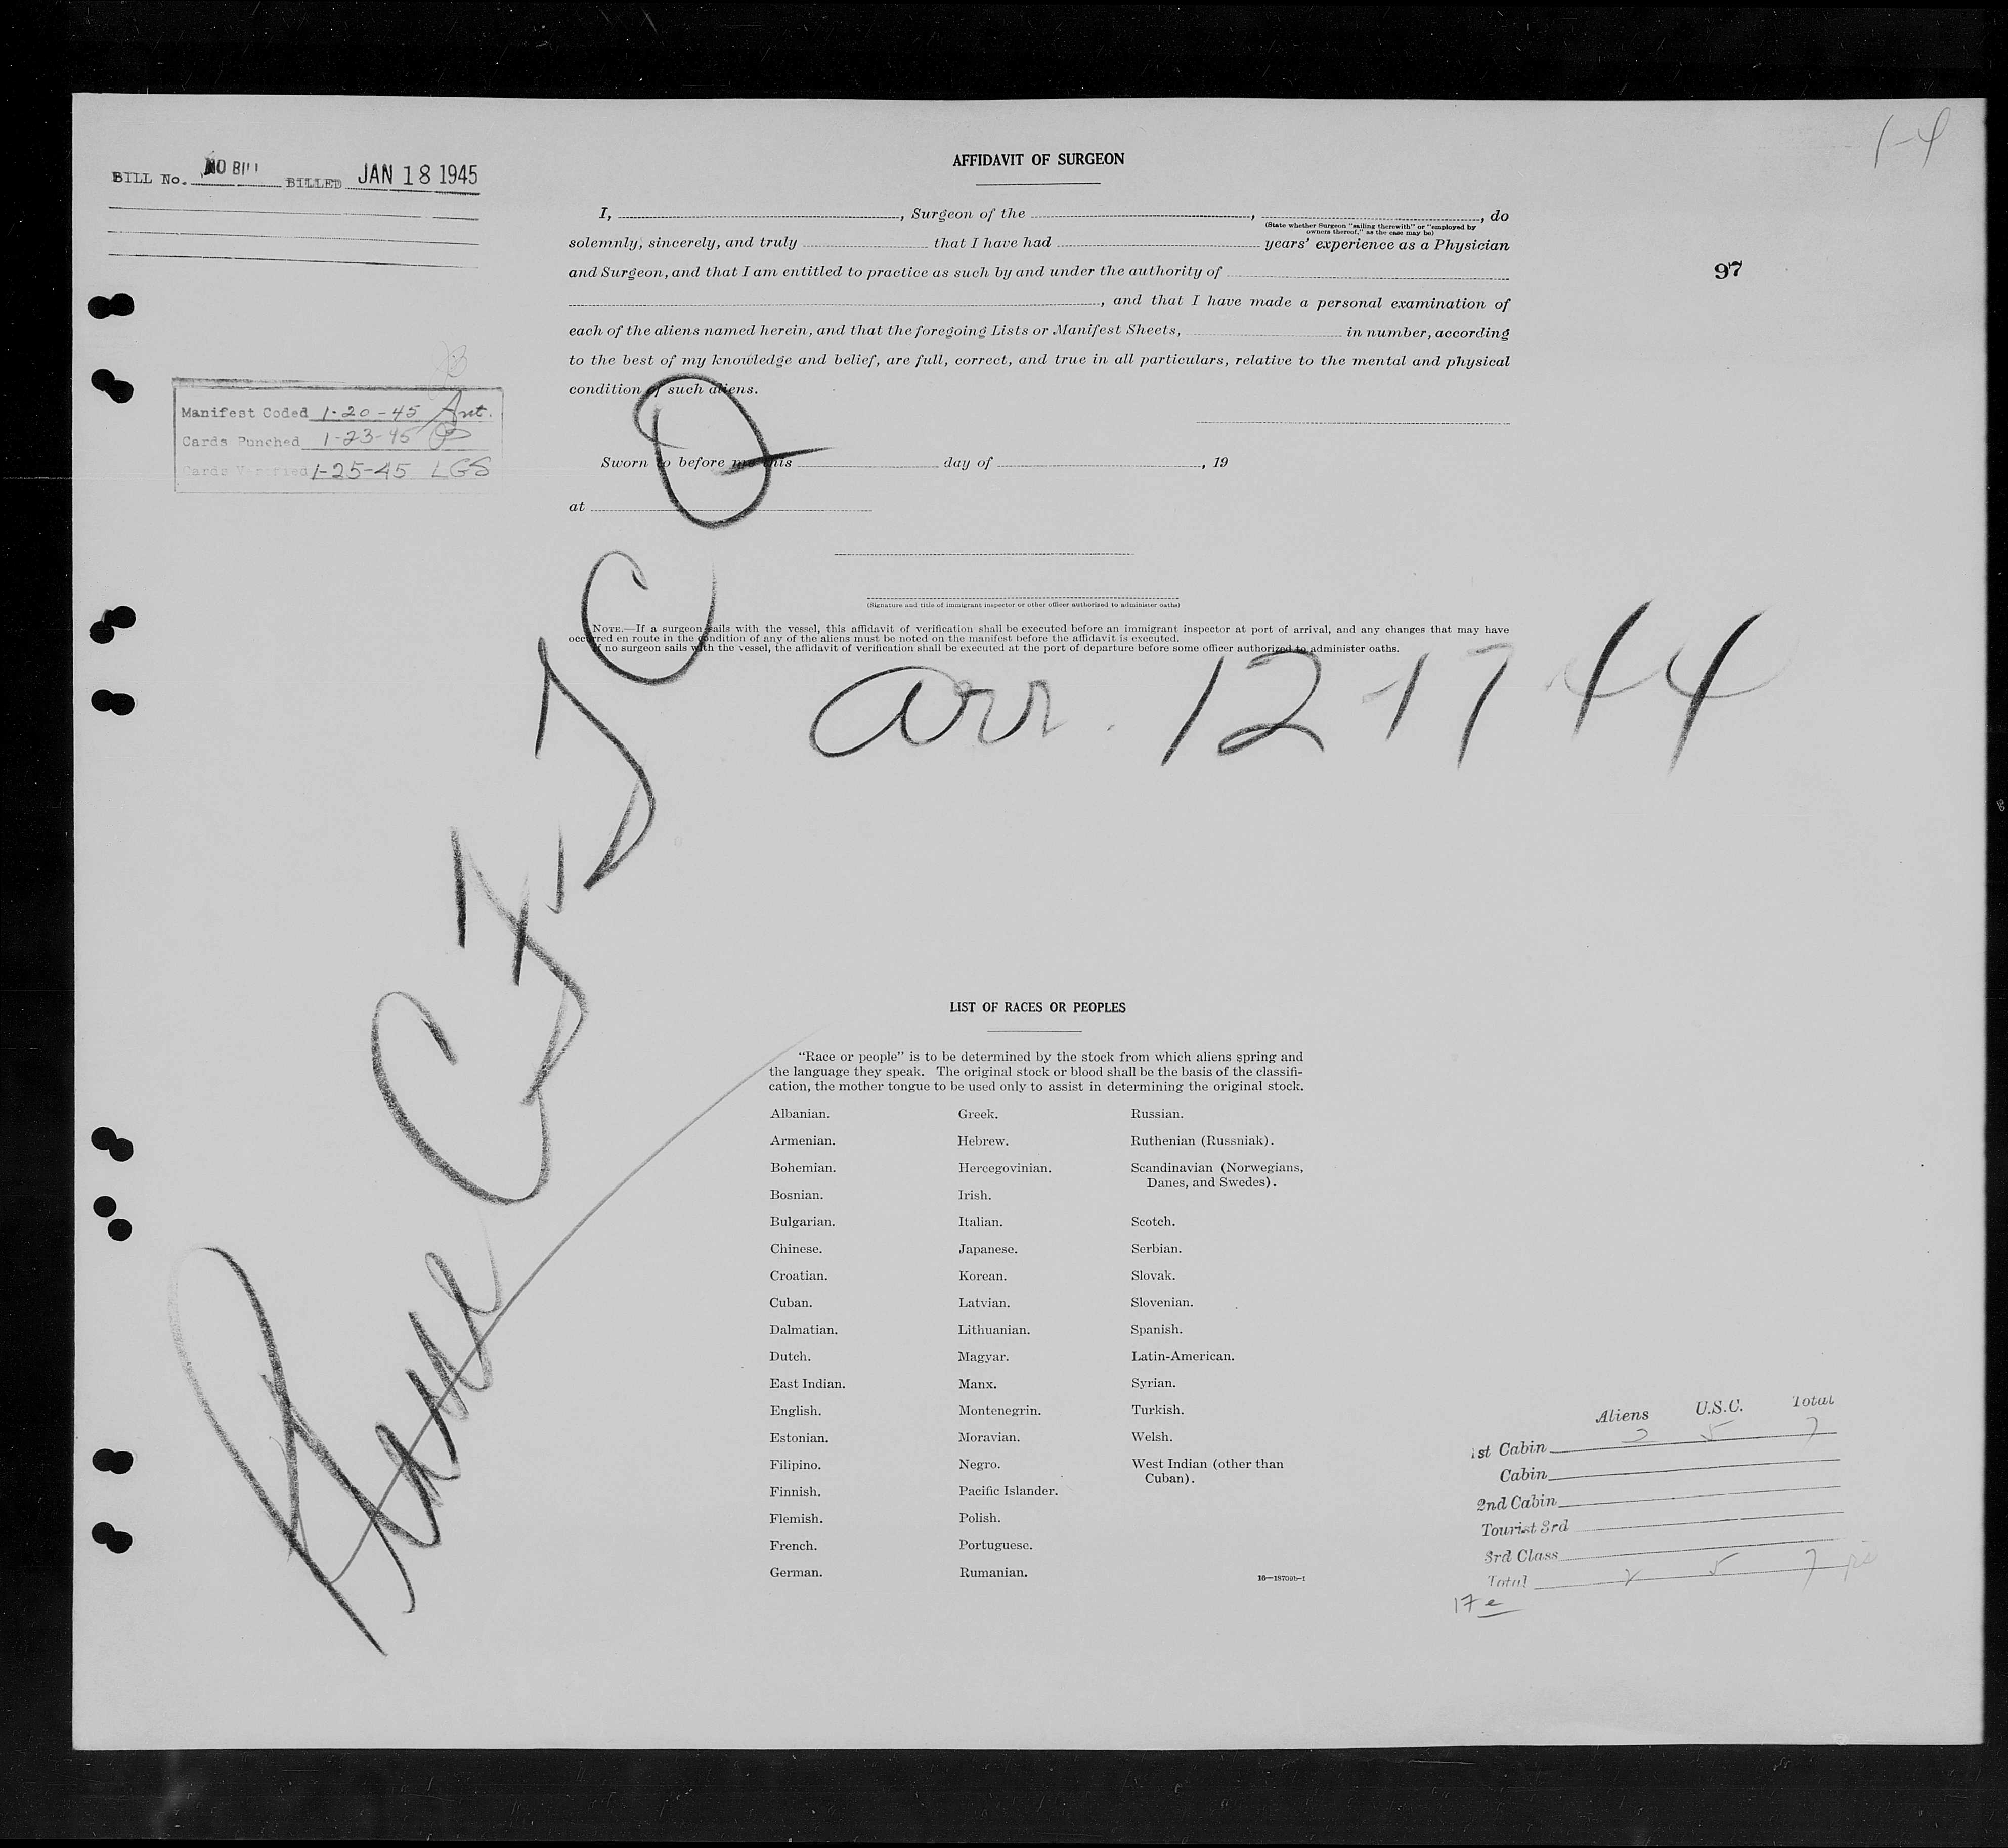 1-4
BILL No. NO BILL BILLED JAN 18 1945
AFFIDAVIT OF SURGEON
I, , Surgeon of the , , do
(State whether Surgeon "sailing therewith" or "employed by
owners thereof," as the case may be)
solemnly, sincerely, and truly that I have had years' experience as a Physician
and Surgeon, and that I am entitled to practice as such by and under the authority of
97
, and that I have made a personal examination of
each of the aliens named herein, and that the foregoing Lists or Manifest Sheets, in number, according
to the best of my knowledge and belief, are full, correct, and true in all particulars, relative to the mental and physical
condition of such aliens.
Manifest Coded 1-20-45 Ant.
Cards Punched 1-23-45
Cards Verified 1-25-45 LGS
Sworn to before me this day of , 19
at
(Signature and title of immigrant inspector or other officer authorized to administer oaths)
NOTE.—If a surgeon sails with the vessel, this affidavit of verification shall be executed before an immigrant inspector at port of arrival, and any changes that may have
occurred en route in the condition of any of the aliens must be noted on the manifest before the affidavit is executed.
If no surgeon sails with the vessel, the affidavit of verification shall be executed at the port of departure before some officer authorized to administer oaths.
arr. 12-17-44
LIST OF RACES OR PEOPLES
"Race or people" is to be determined by the stock from which aliens spring and
the language they speak. The original stock or blood shall be the basis of the classifi-
cation, the mother tongue to be used only to assist in determining the original stock.
Albanian.
Armenian.
Bohemian.
Bosnian.
Bulgarian.
Chinese.
Croatian.
Cuban.
Dalmatian.
Dutch.
East Indian.
English.
Estonian.
Filipino.
Finnish.
Flemish.
French.
German.
Greek.
Hebrew.
Hercegovinian.
Irish.
Italian.
Japanese.
Korean.
Latvian.
Lithuanian.
Magyar.
Manx.
Montenegrin.
Moravian.
Negro.
Pacific Islander.
Polish.
Portuguese.
Rumanian.
Russian.
Ruthenian (Russniak).
Scandinavian (Norwegians,
Danes, and Swedes).
Scotch.
Serbian.
Slovak.
Slovenian.
Spanish.
Latin-American.
Syrian.
Turkish.
Welsh.
West Indian (other than
Cuban).
16—18709b-1
Aliens U.S.C. Total
1st Cabin 2 5 7
Cabin
2nd Cabin
Tourist 3rd
3rd Class
Total 2 5 7
17 e